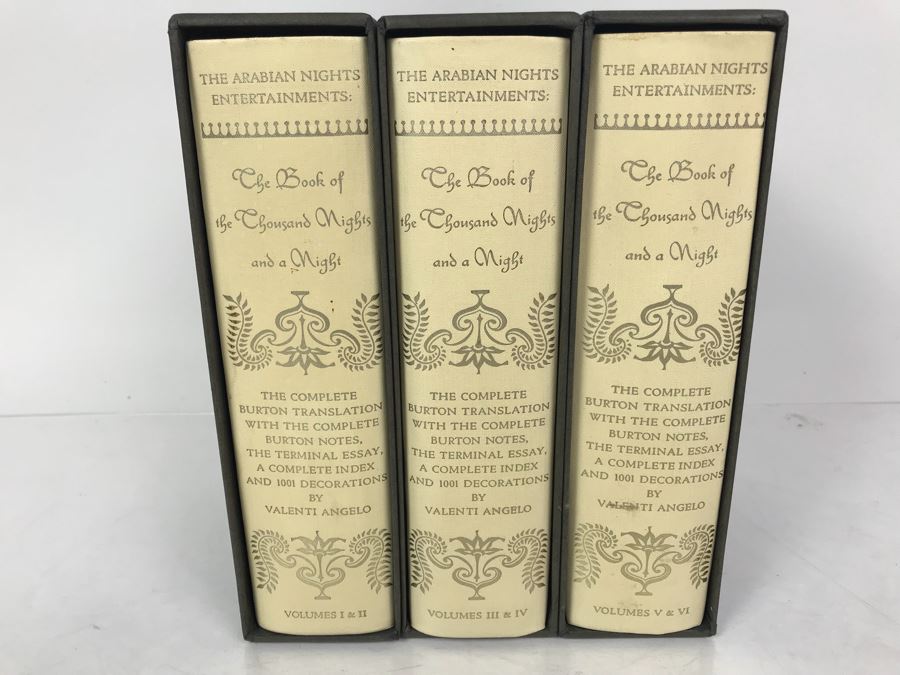 THE ARABIAN NIGHTS
ENTERTAINMENTS:
The Book of
the Thousand Nights
and a Night
THE COMPLETE
BURTON TRANSLATION
WITH THE COMPLETE
BURTON NOTES,
THE TERMINAL ESSAY,
A COMPLETE INDEX
AND 1001 DECORATIONS
BY
VALENTI ANGELO
VOLUMES I & II
THE ARABIAN NIGHTS
ENTERTAINMENTS:
The Book of
the Thousand Nights
and a Night
THE COMPLETE
BURTON TRANSLATION
WITH THE COMPLETE
BURTON NOTES,
THE TERMINAL ESSAY,
A COMPLETE INDEX
AND 1001 DECORATIONS
BY
VALENTI ANGELO
VOLUMES III & IV
THE ARABIAN NIGHTS
ENTERTAINMENTS:
The Book of
the Thousand Nights
and a Night
THE COMPLETE
BURTON TRANSLATION
WITH THE COMPLETE
BURTON NOTES,
THE TERMINAL ESSAY,
A COMPLETE INDEX
AND 1001 DECORATIONS
BY
VALENTI ANGELO
VOLUMES V & VI